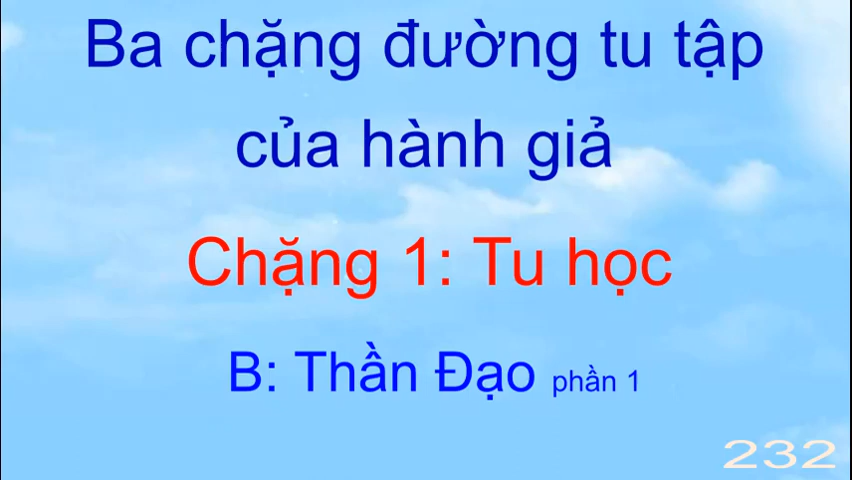 Ba chặng đường tu tập
của hành giả
Chặng 1: Tu học
B: Thần Đạo phần 1
232